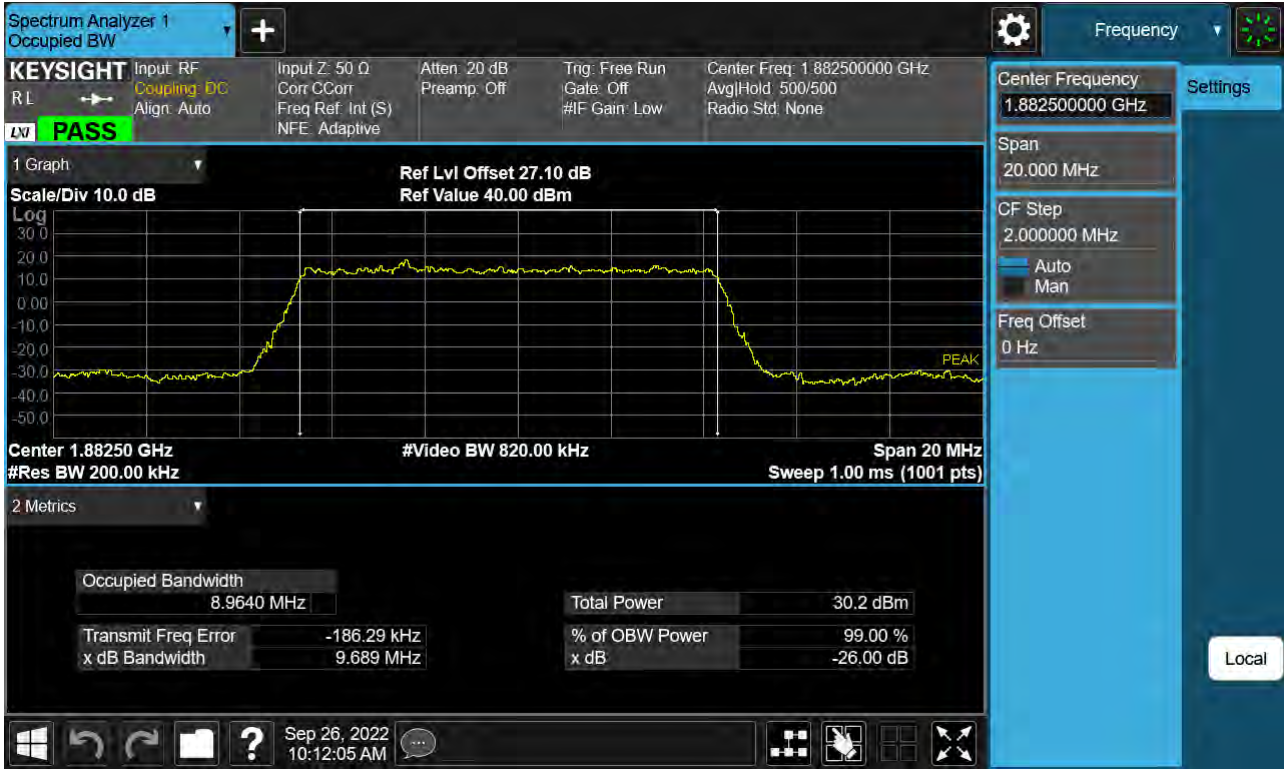 Spectrum Analyzer 1
Occupied BW
Frequency
KEYSIGHT
R L
LXI PASS
Input: RF
Coupling: DC
Align: Auto
Input Z: 50 Ω
Corr CCorr
Freq Ref: Int (S)
NFE: Adaptive
Atten: 20 dB
Preamp: Off
Trig: Free Run
Gate: Off
#IF Gain: Low
Center Freq: 1.882500000 GHz
Avg|Hold: 500/500
Radio Std: None
Center Frequency
1.882500000 GHz
Settings
Span
20.000 MHz
CF Step
2.000000 MHz
Auto
Man
Freq Offset
0 Hz
Local
1 Graph
Scale/Div 10.0 dB
Ref Lvl Offset 27.10 dB
Ref Value 40.00 dBm
Log
30.0
20.0
10.0
0.00
-10.0
-20.0
-30.0
-40.0
-50.0
PEAK
Center 1.88250 GHz
#Video BW 820.00 kHz
Span 20 MHz
#Res BW 200.00 kHz
Sweep 1.00 ms (1001 pts)
2 Metrics
Occupied Bandwidth
8.9640 MHz
Total Power 30.2 dBm
Transmit Freq Error -186.29 kHz
% of OBW Power 99.00 %
x dB Bandwidth 9.689 MHz
x dB -26.00 dB
?
Sep 26, 2022
10:12:05 AM